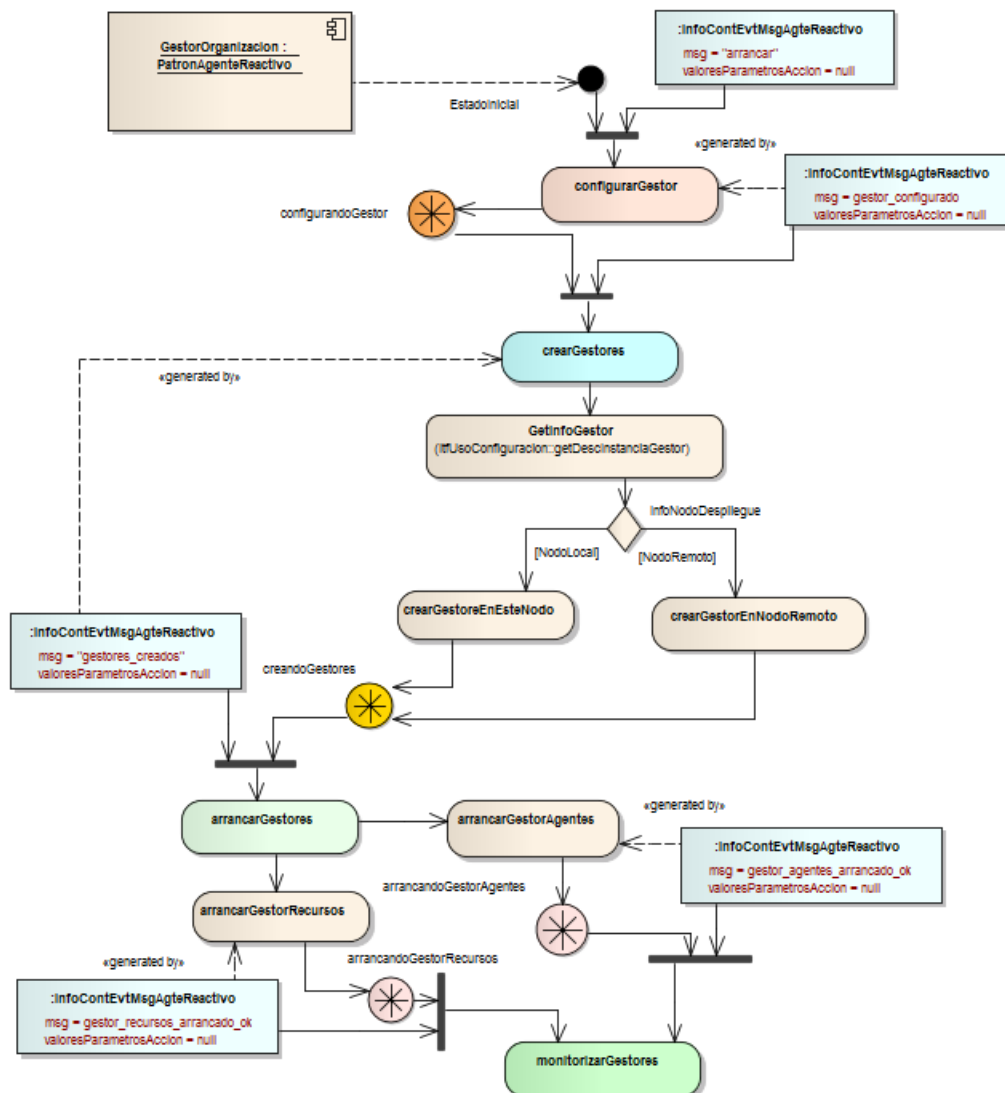 GestorOrganizacion :
PatronAgenteReactivo
:InfoContEvtMsgAgteReactivo
msg = "arrancar"
valoresParametrosAccion = null
EstadoInicial
«generated by»
configurarGestor
:InfoContEvtMsgAgteReactivo
msg = gestor_configurado
valoresParametrosAccion = null
configurandoGestor
crearGestores
«generated by»
GetInfoGestor
(ItfUsoConfiguracion::getDescInstanciaGestor)
InfoNodoDespliegue
[NodoLocal]
[NodoRemoto]
crearGestoreEnEsteNodo
crearGestorEnNodoRemoto
:InfoContEvtMsgAgteReactivo
msg = "gestores_creados"
valoresParametrosAccion = null
creandoGestores
arrancarGestores
arrancarGestorAgentes
«generated by»
:InfoContEvtMsgAgteReactivo
msg = gestor_agentes_arrancado_ok
valoresParametrosAccion = null
arrancandoGestorAgentes
arrancarGestorRecursos
«generated by»
arrancandoGestorRecursos
:InfoContEvtMsgAgteReactivo
msg = gestor_recursos_arrancado_ok
valoresParametrosAccion = null
monitorizarGestores